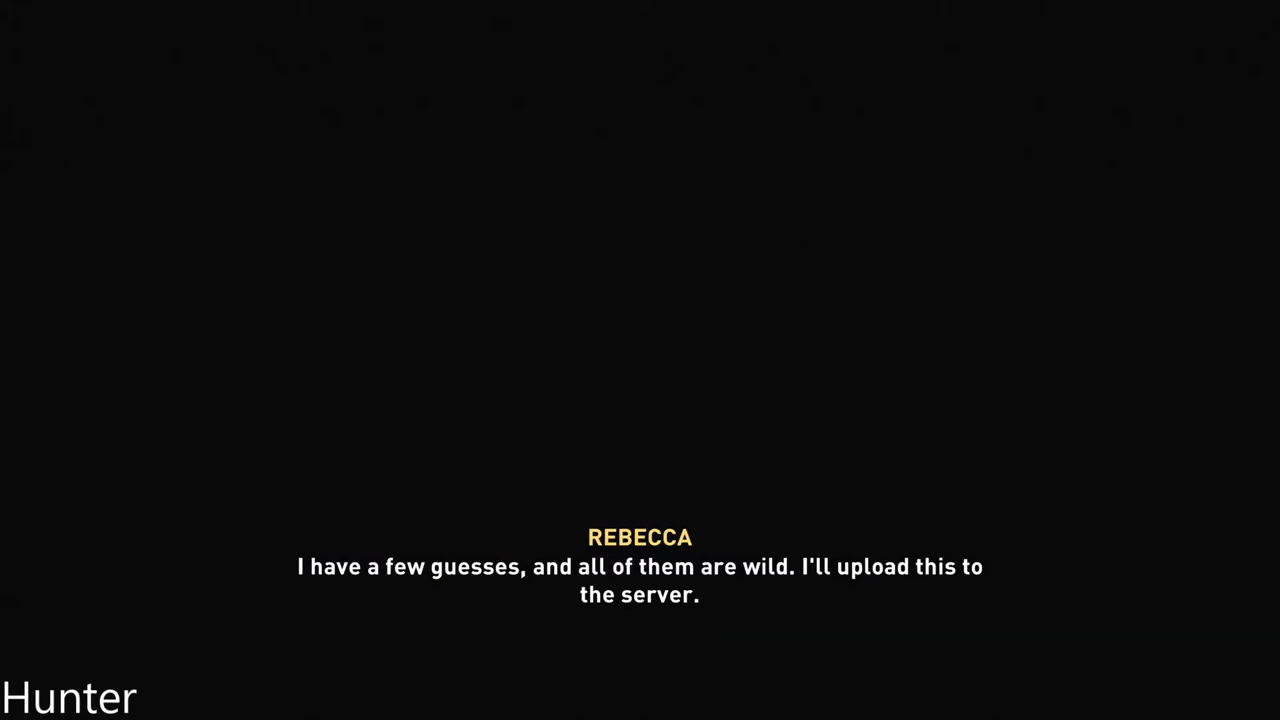 REBECCA
I have a few guesses, and all of them are wild. I'll upload this to
the server.
Hunter